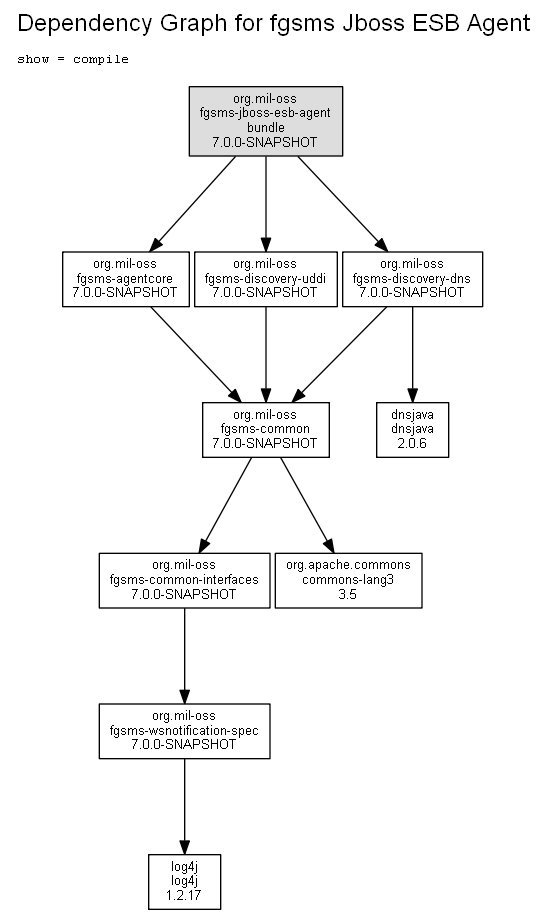 Dependency Graph for fgsms Jboss ESB Agent
show = compile
org.mil-oss
fgsms-jboss-esb-agent
bundle
7.0.0-SNAPSHOT
org.mil-oss
fgsms-agentcore
7.0.0-SNAPSHOT
org.mil-oss
fgsms-discovery-uddi
7.0.0-SNAPSHOT
org.mil-oss
fgsms-discovery-dns
7.0.0-SNAPSHOT
org.mil-oss
fgsms-common
7.0.0-SNAPSHOT
dnsjava
dnsjava
2.0.6
org.mil-oss
fgsms-common-interfaces
7.0.0-SNAPSHOT
org.apache.commons
commons-lang3
3.5
org.mil-oss
fgsms-wsnotification-spec
7.0.0-SNAPSHOT
log4j
log4j
1.2.17